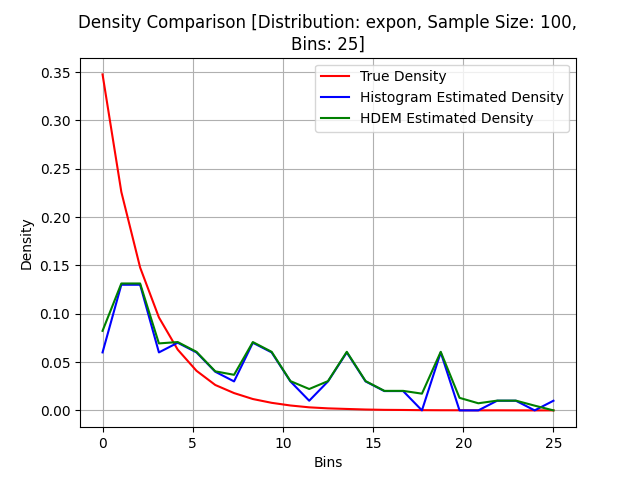 Density Comparison [Distribution: expon, Sample Size: 100,
Bins: 25]
True Density
Histogram Estimated Density
HDEM Estimated Density
Density
0.35
0.30
0.25
0.20
0.15
0.10
0.05
0.00
0 5 10 15 20 25
Bins